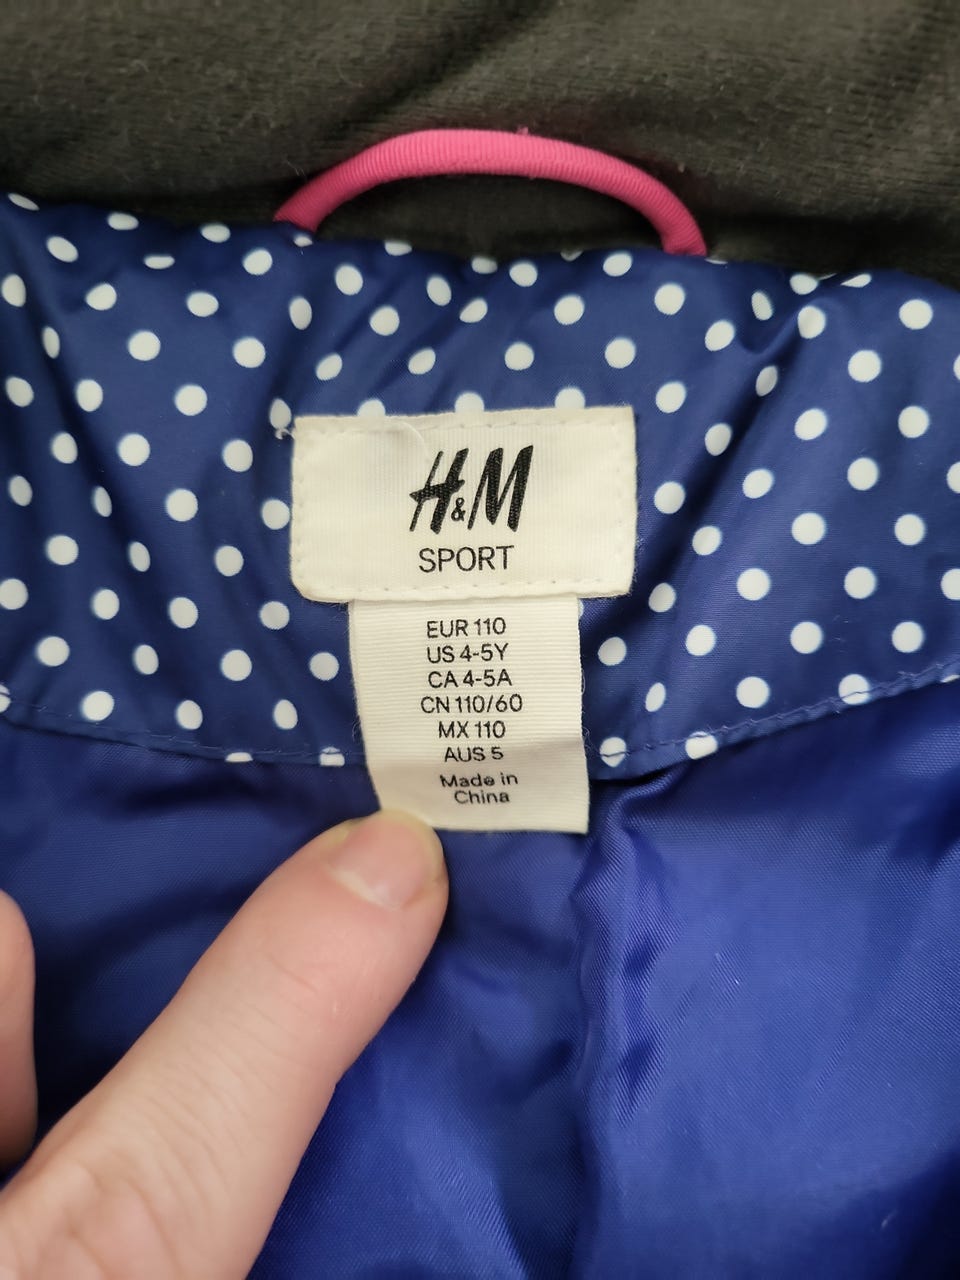 H&M
SPORT
EUR 110
US 4-5Y
CA 4-5A
CN 110/60
MX 110
AUS 5
Made in
China